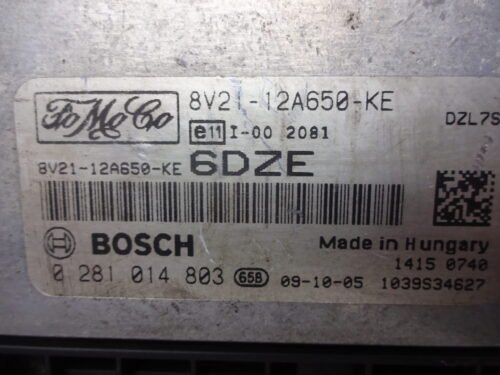 FoMoCo
8V21-12A650-KE
DZL7S
e11 I-00 2081
8V21-12A650-KE 6DZE
BOSCH
Made in Hungary
1415 0740
0 281 014 803 658 09-10-05 1039S34627